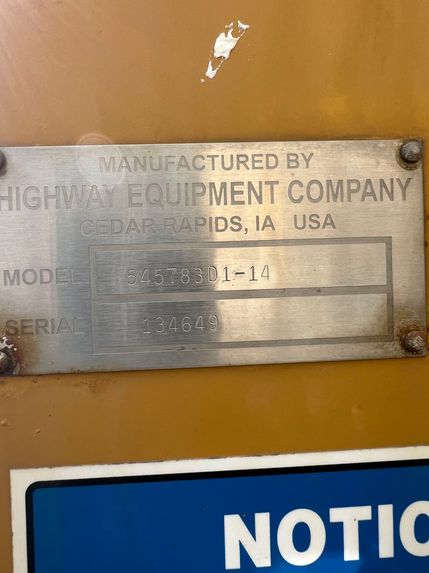 MANUFACTURED BY
HIGHWAY EQUIPMENT COMPANY
CEDAR RAPIDS, IA USA
MODEL 545783D1-14
SERIAL 134649
NOTIC